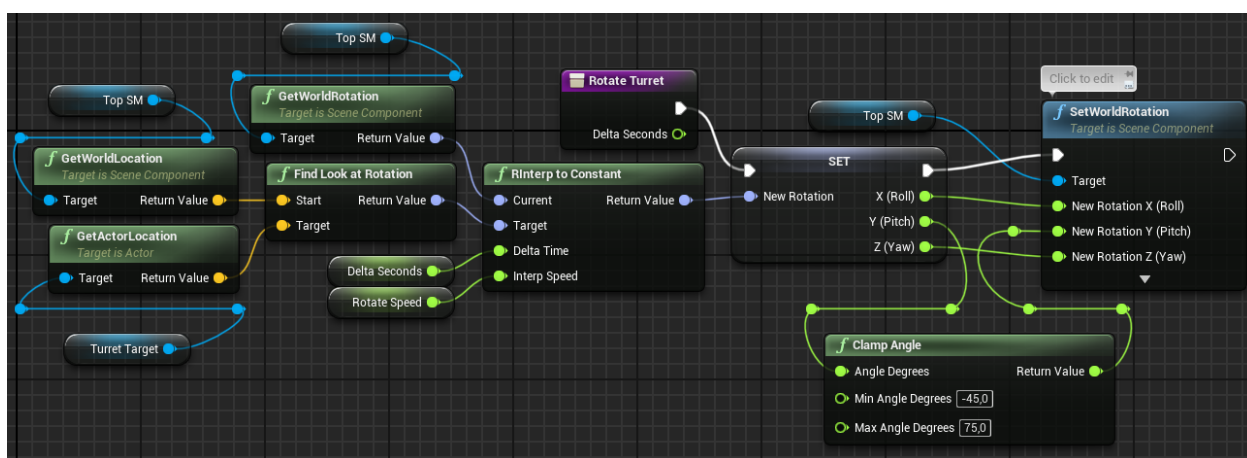 Top SM
Top SM
GetWorldLocation
Target is Scene Component
Target Return Value
GetActorLocation
Target is Actor
Target Return Value
Turret Target
GetWorldRotation
Target is Scene Component
Target Return Value
Find Look at Rotation
Start Return Value
Target
Delta Seconds
Rotate Speed
RInterp to Constant
Current Return Value
Target
Delta Time
Interp Speed
Rotate Turret
Delta Seconds
SET
New Rotation X (Roll)
Y (Pitch)
Z (Yaw)
Top SM
Clamp Angle
Angle Degrees Return Value
Min Angle Degrees -45,0
Max Angle Degrees 75,0
Click to edit
SetWorldRotation
Target is Scene Component
Target
New Rotation X (Roll)
New Rotation Y (Pitch)
New Rotation Z (Yaw)